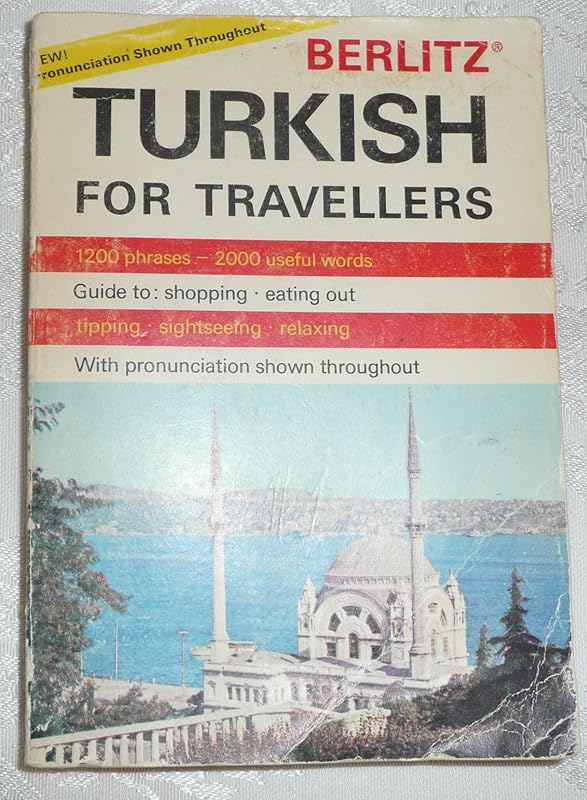 EW!
ronunciation Shown Throughout
BERLITZ®
TURKISH
FOR TRAVELLERS
1200 phrases – 2000 useful words
Guide to: shopping · eating out
tipping · sightseeing · relaxing
With pronunciation shown throughout